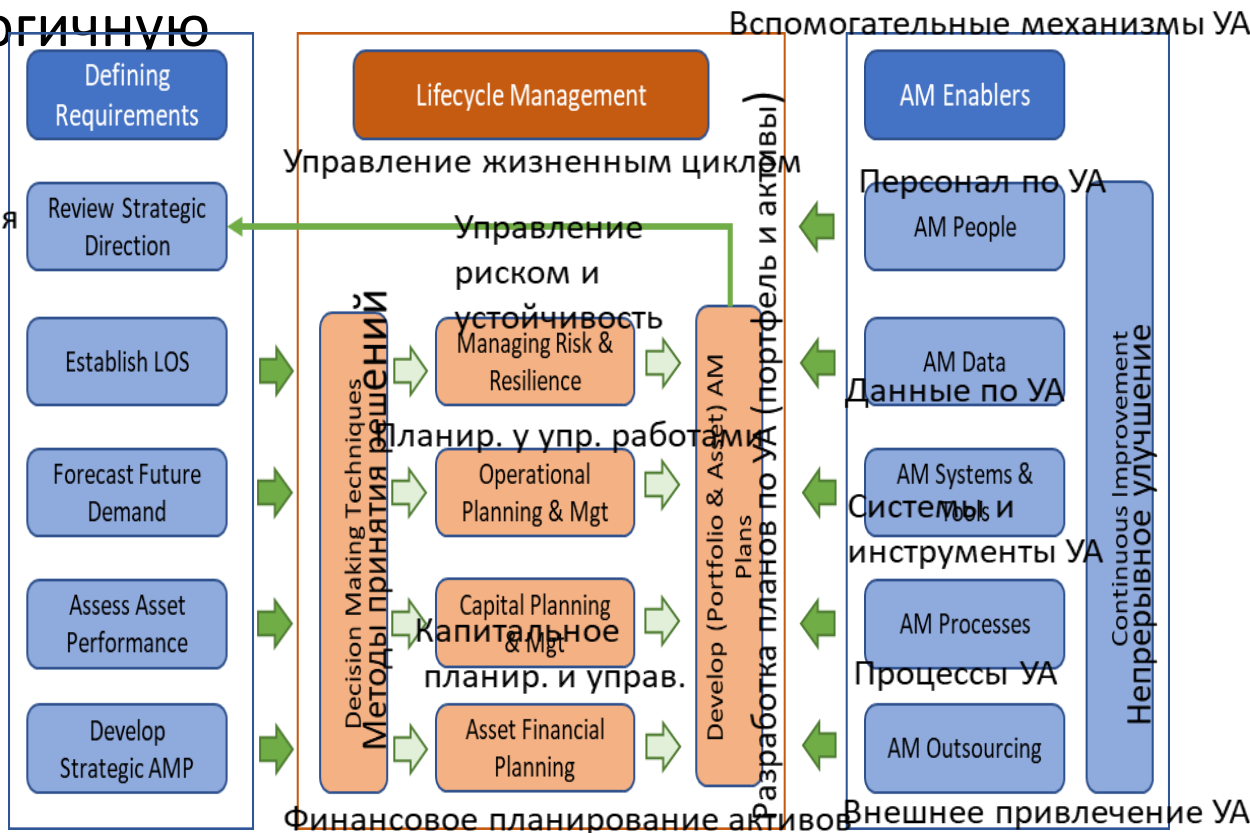 огичную
Вспомогательные механизмы УА
Defining
Requirements
Lifecycle Management
AM Enablers
Управление жизненным циклом
я
Review Strategic
Direction
Управление
риском и
устойчивость
Персонал по УА
AM People
Establish LOS
Managing Risk &
Resilience
AM Data
Данные по УА
Планир. у упр. работами
Forecast Future
Demand
Operational
Planning & Mgt
AM Systems &
Tools
Системы и
инструменты УА
Assess Asset
Performance
Capital Planning
& Mgt
Капитальное
планир. и управ.
AM Processes
Процессы УА
Develop
Strategic AMP
Asset Financial
Planning
AM Outsourcing
Финансовое планирование активов
Внешнее привлечение УА
Decision Making Techniques
Методы принятия решений
Develop (Portfolio & Asset) AM
Plans
Разработка планов по УА (портфель и активы)
Continuous Improvement
Непрерывное улучшение